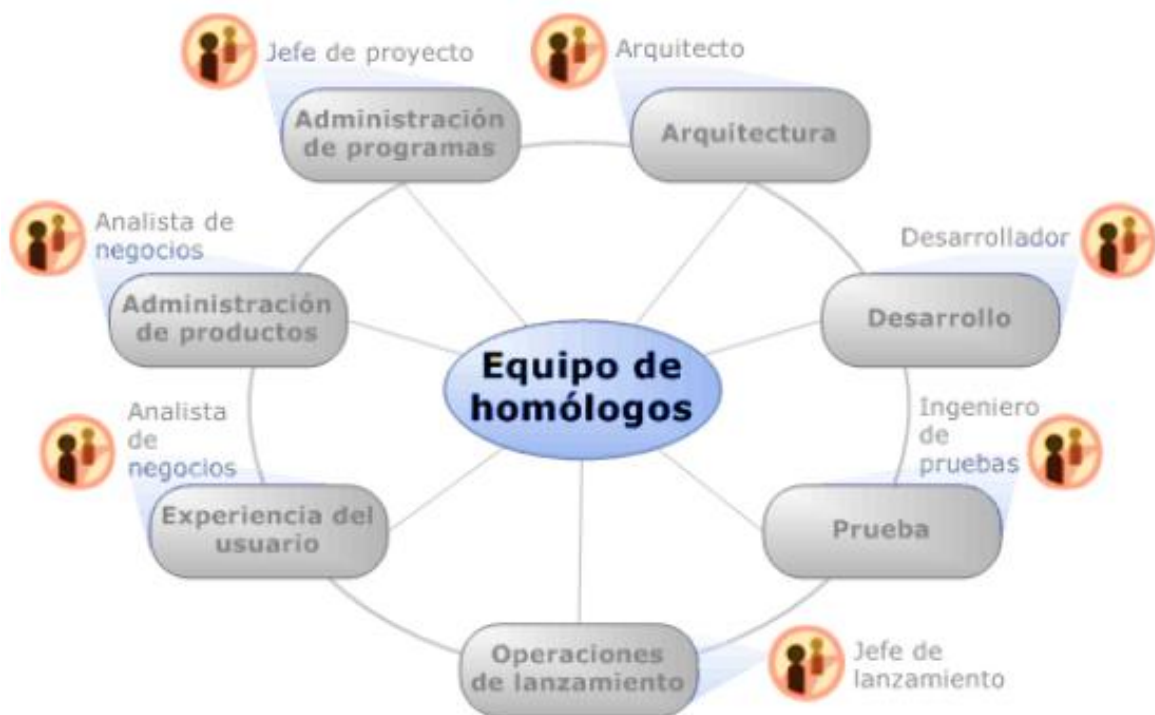 Jefe de proyecto
Administración
de programas
Arquitecto
Arquitectura
Analista de
negocios
Administración
de productos
Desarrollador
Desarrollo
Equipo de
homólogos
Analista
de
negocios
Experiencia del
usuario
Ingeniero
de
pruebas
Prueba
Operaciones
de lanzamiento
Jefe de
lanzamiento